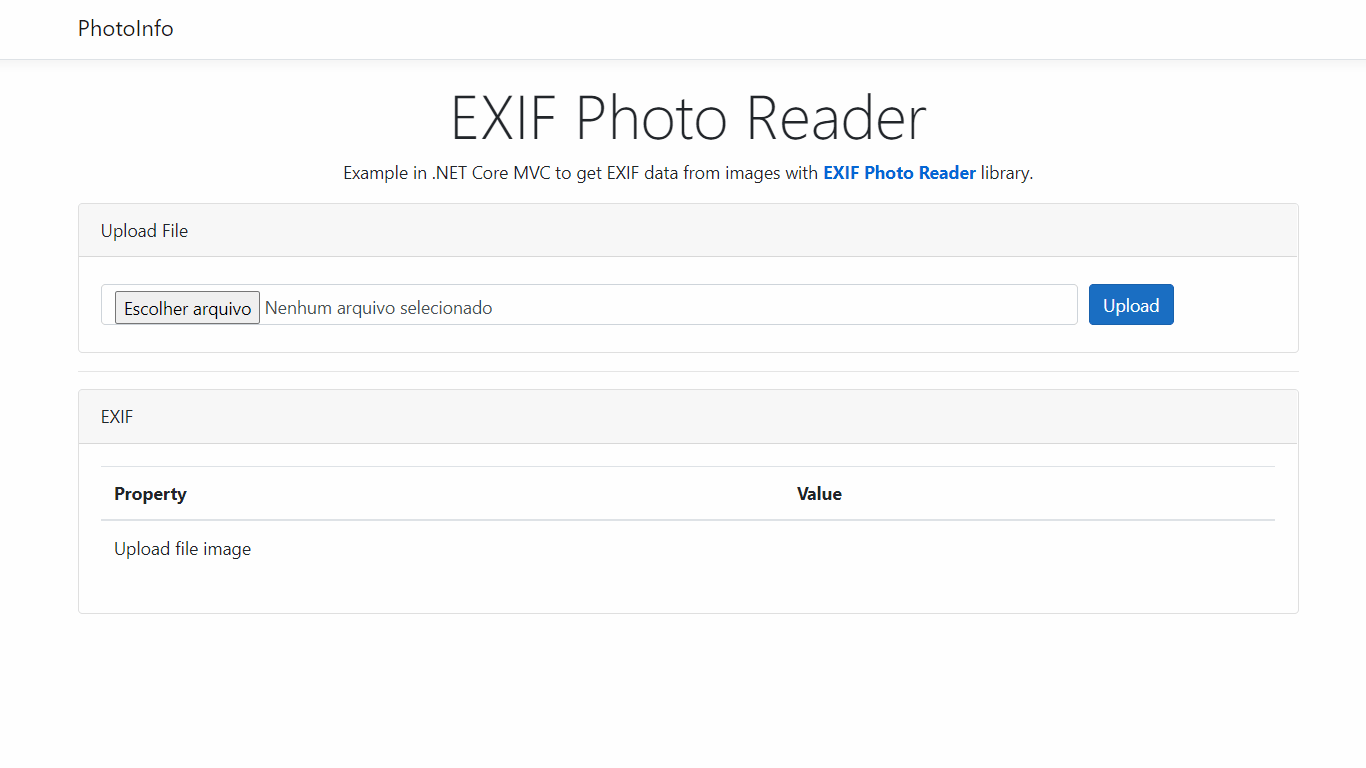 PhotoInfo
EXIF Photo Reader
Example in .NET Core MVC to get EXIF data from images with EXIF Photo Reader library.
Upload File
Escolher arquivo Nenhum arquivo selecionado Upload
EXIF
Property Value
Upload file image